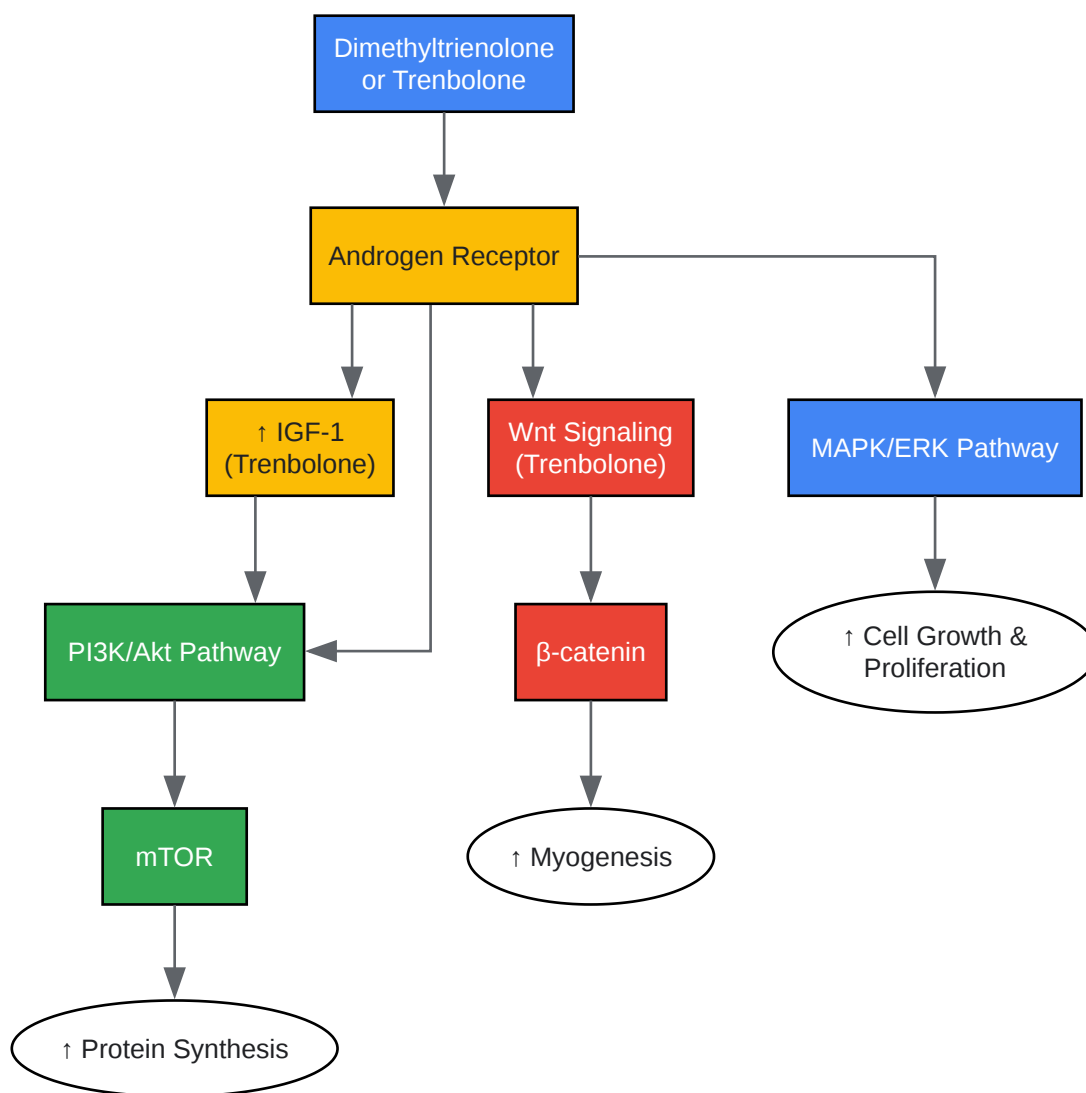 Dimethyltrienolone
or Trenbolone
Androgen Receptor
↑ IGF-1
(Trenbolone)
Wnt Signaling
(Trenbolone)
MAPK/ERK Pathway
PI3K/Akt Pathway
β-catenin
↑ Cell Growth &
Proliferation
mTOR
↑ Myogenesis
↑ Protein Synthesis